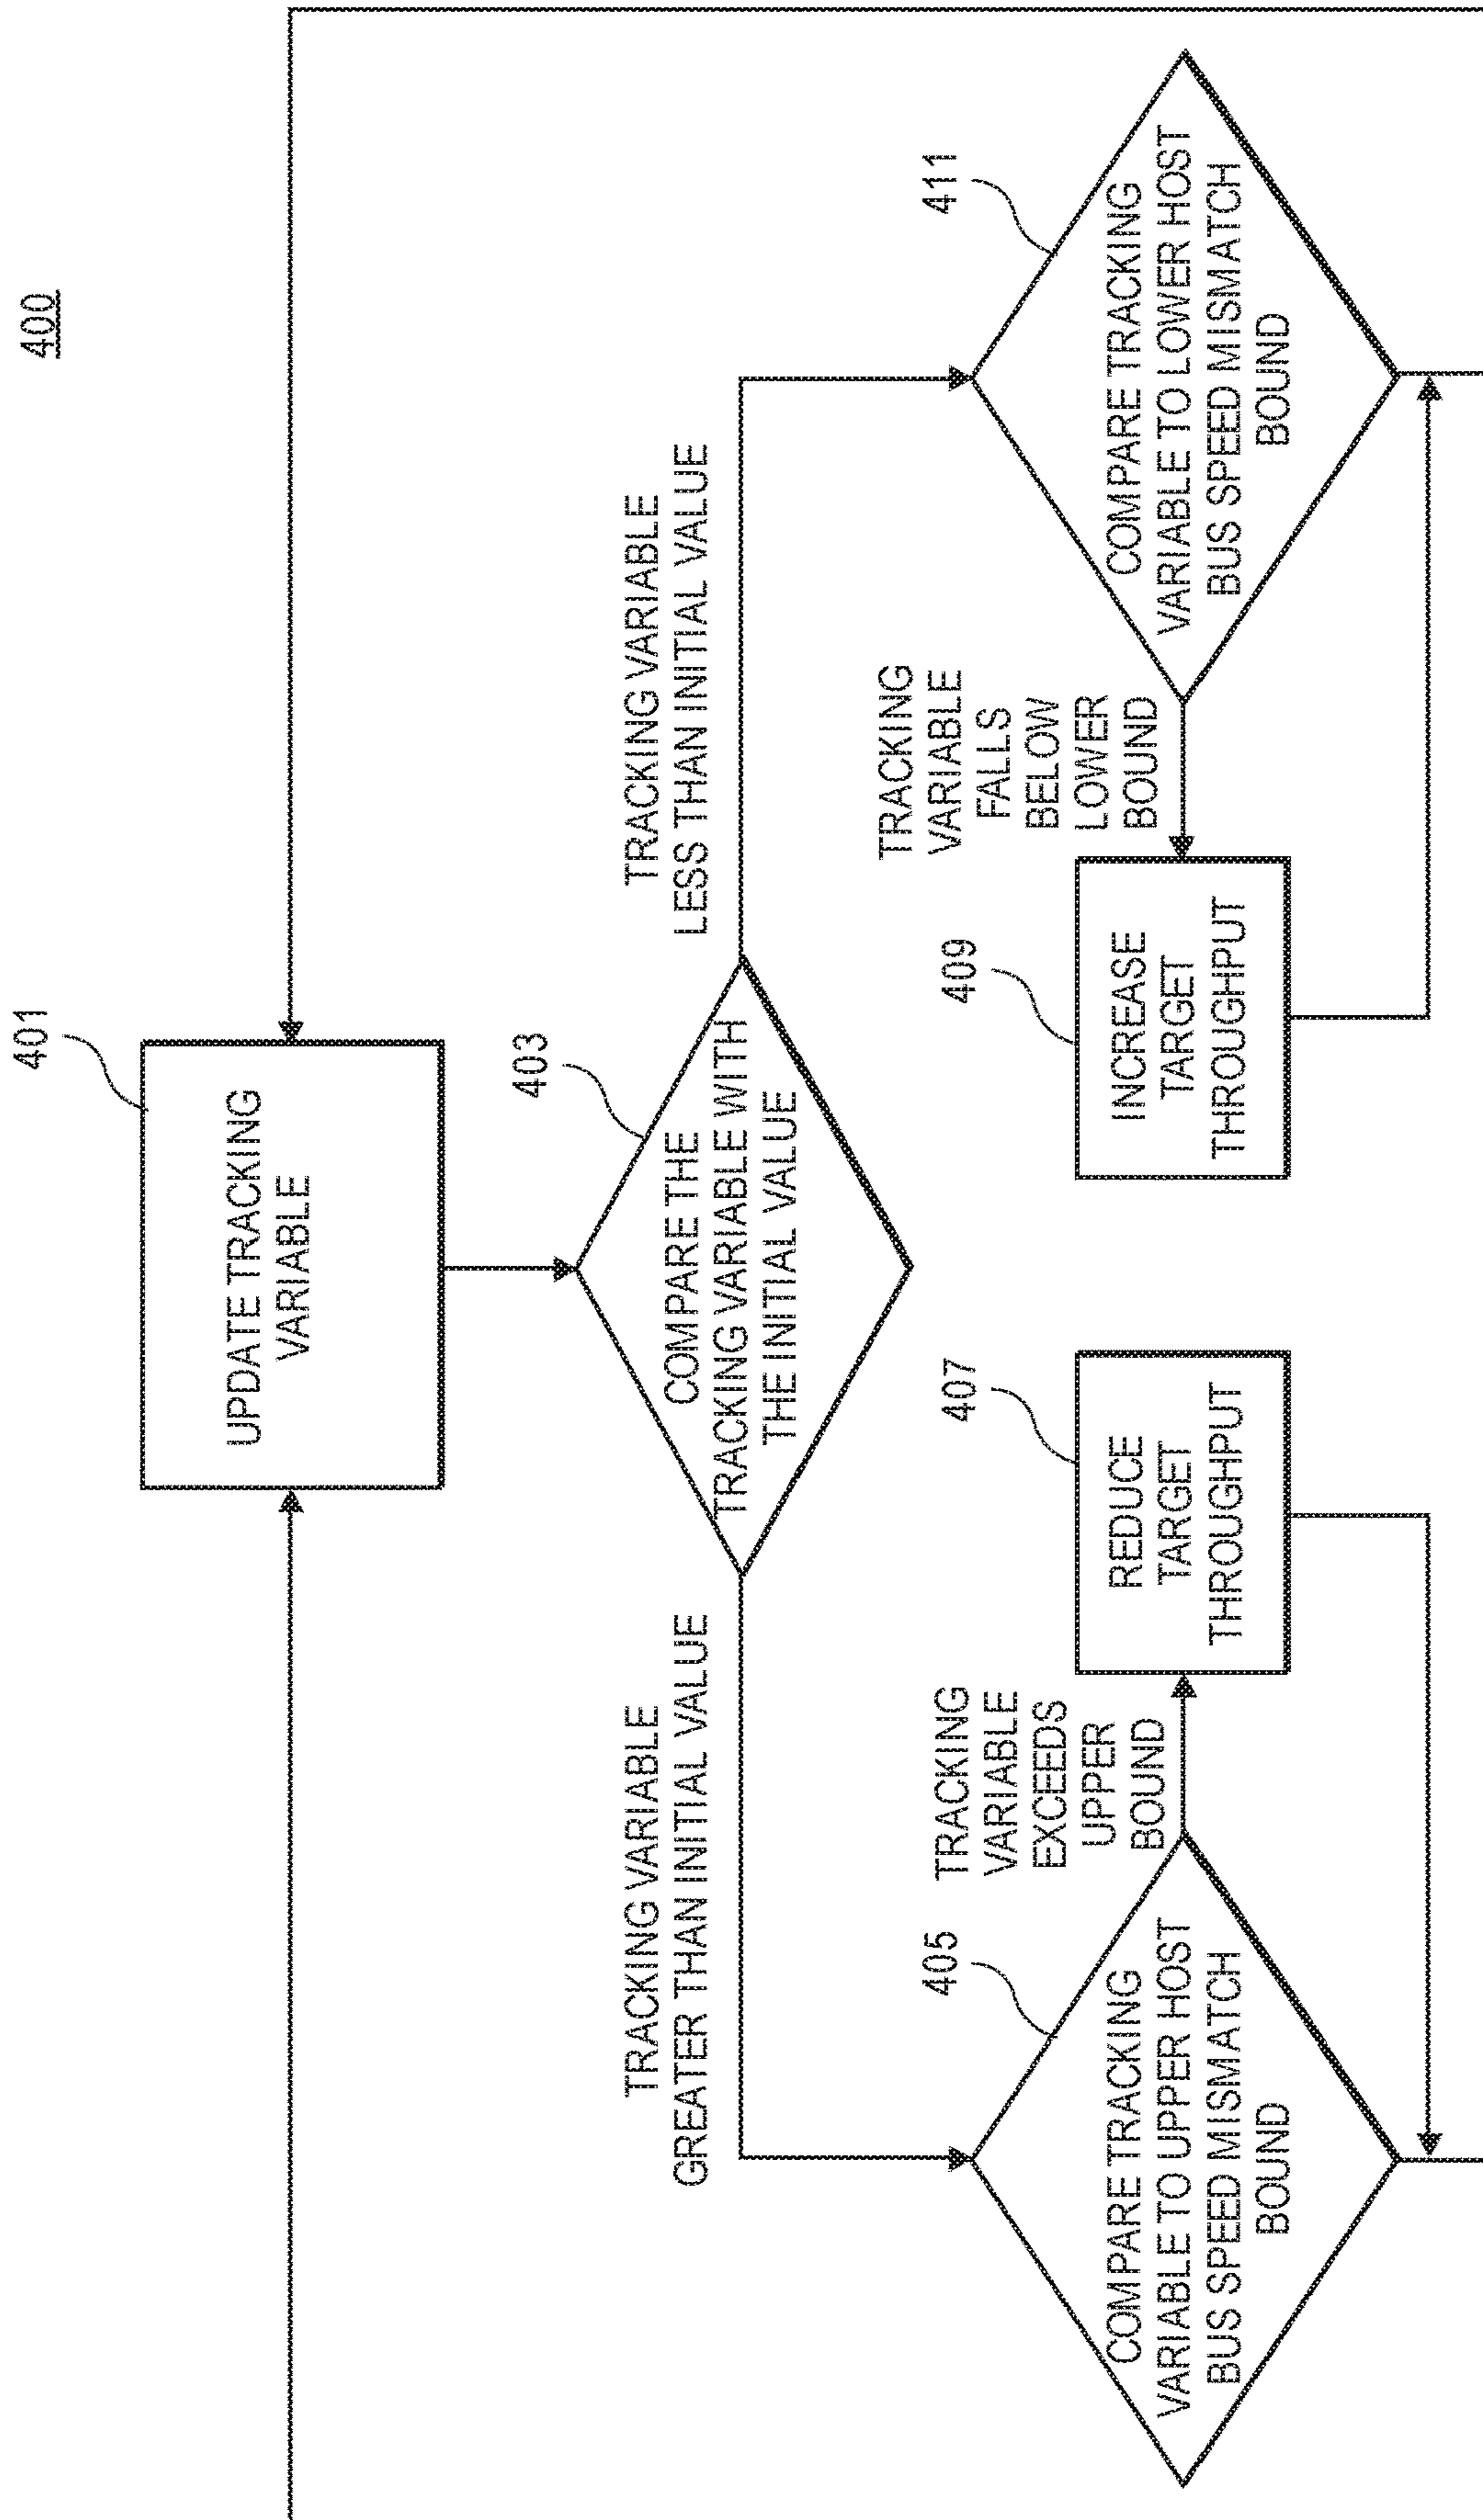 400
401
UPDATE TRACKING
VARIABLE
403
COMPARE THE
TRACKING VARIABLE WITH
THE INITIAL VALUE
TRACKING VARIABLE
GREATER THAN INITIAL VALUE
TRACKING VARIABLE
LESS THAN INITIAL VALUE
405
COMPARE TRACKING
VARIABLE TO UPPER HOST
BUS SPEED MISMATCH
BOUND
TRACKING
VARIABLE
EXCEEDS
UPPER
BOUND
407
REDUCE
TARGET
THROUGHPUT
409
INCREASE
TARGET
THROUGHPUT
TRACKING
VARIABLE
FALLS
BELOW
LOWER
BOUND
411
COMPARE TRACKING
VARIABLE TO LOWER HOST
BUS SPEED MISMATCH
BOUND